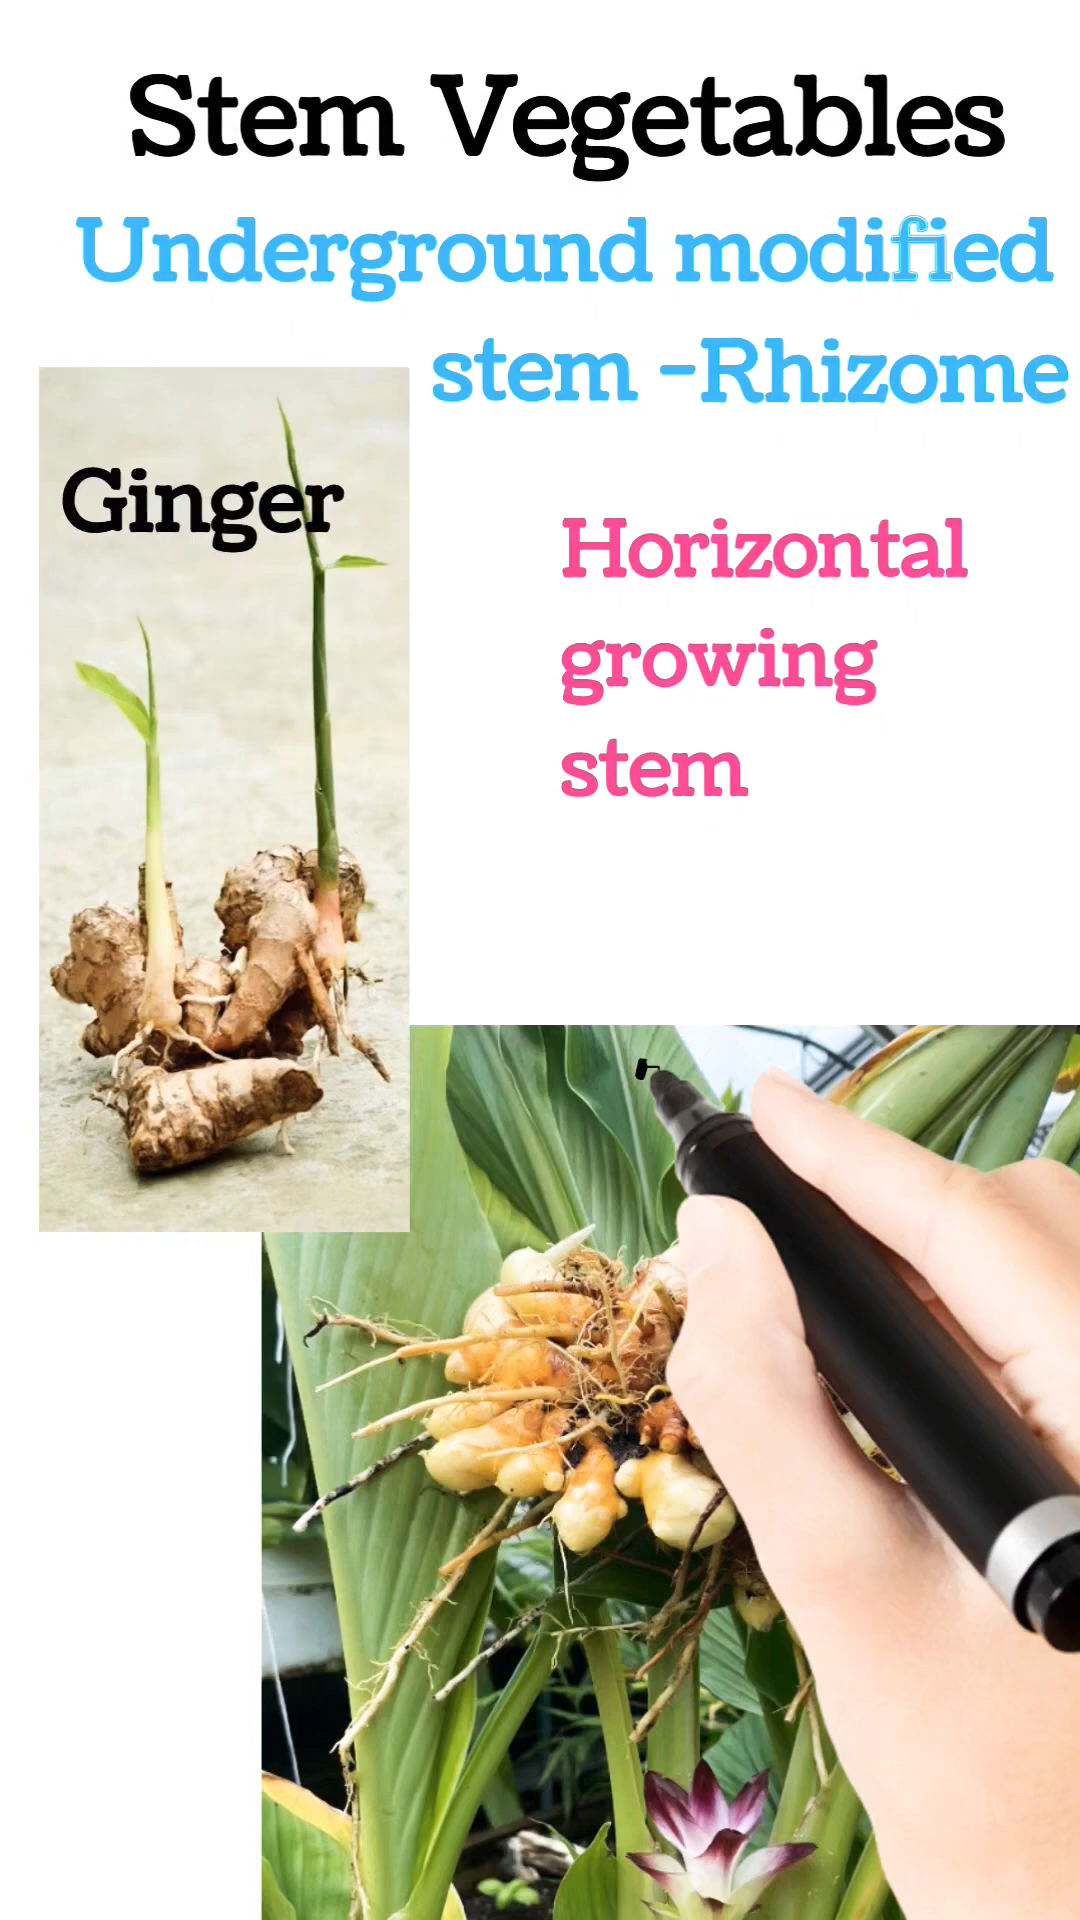 Stem Vegetables
Underground modified
stem -Rhizome
Ginger
Horizontal
growing
stem